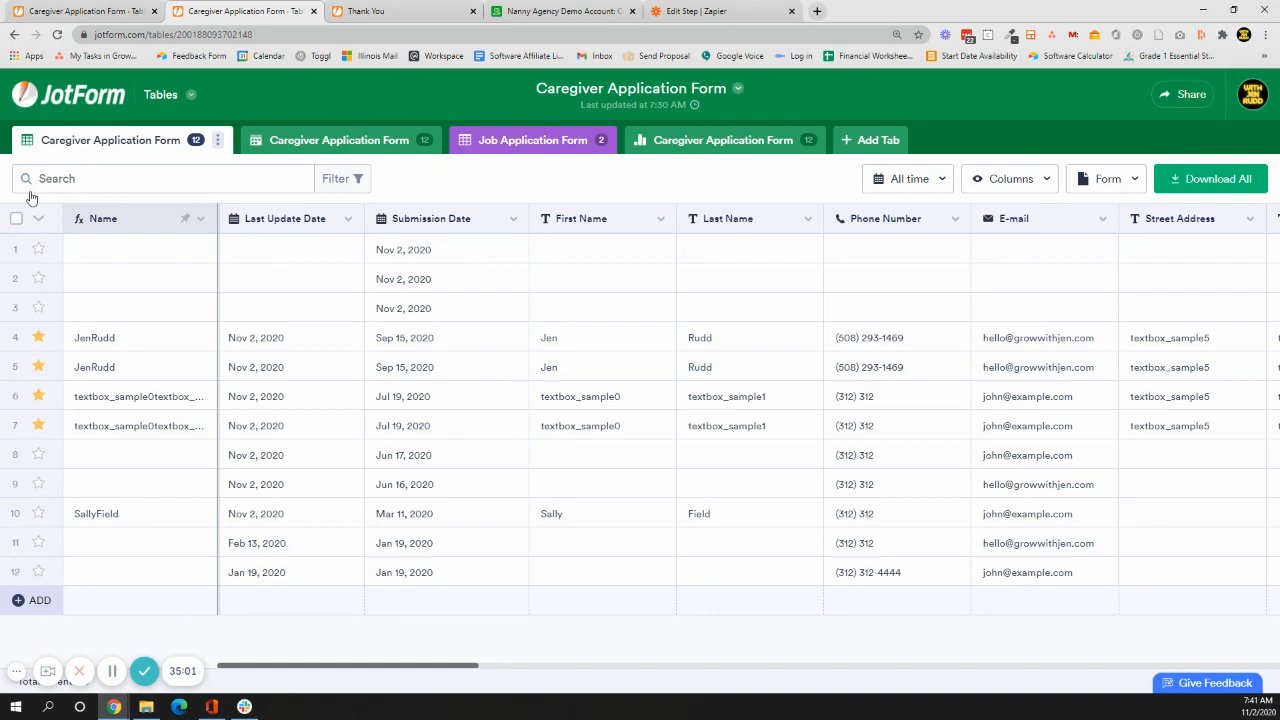 Caregiver Application Form - Tabl
Caregiver Application Form - Tabl
Thank You
Nanny Agency Demo Account: C
Edit Step | Zapier
jotform.com/tables/200188093702148
Apps
My Tasks in Grow...
Feedback Form
Calendar
Toggl
Illinois Mail
Workspace
Software Affiliate Li...
Inbox
Send Proposal
Google Voice
Log in
Financial Workshee...
Start Date Availability
Software Calculator
Grade 1 Essential St...
JotForm
Tables
Caregiver Application Form
Last updated at 7:30 AM
Share
WITH JEN RUDD
Caregiver Application Form 12
Caregiver Application Form 12
Job Application Form 2
Caregiver Application Form 12
+ Add Tab
Search
Filter
All time
Columns
Form
Download All
fx Name
Last Update Date
Submission Date
T First Name
T Last Name
Phone Number
E-mail
T Street Address
1 Nov 2, 2020
2 Nov 2, 2020
3 Nov 2, 2020
4 JenRudd Nov 2, 2020 Sep 15, 2020 Jen Rudd (508) 293-1469 hello@growwithjen.com textbox_sample5
5 JenRudd Nov 2, 2020 Sep 15, 2020 Jen Rudd (508) 293-1469 hello@growwithjen.com textbox_sample5
6 textbox_sample0textbox_... Nov 2, 2020 Jul 19, 2020 textbox_sample0 textbox_sample1 (312) 312 john@example.com textbox_sample5
7 textbox_sample0textbox_... Nov 2, 2020 Jul 19, 2020 textbox_sample0 textbox_sample1 (312) 312 john@example.com textbox_sample5
8 Nov 2, 2020 Jun 17, 2020 (312) 312 john@example.com
9 Nov 2, 2020 Jun 16, 2020 (312) 312 hello@growwithjen.com
10 SallyField Nov 2, 2020 Mar 11, 2020 Sally Field (312) 312 john@example.com
11 Feb 13, 2020 Jan 19, 2020 (312) 312 hello@growwithjen.com
12 Jan 19, 2020 Jan 19, 2020 (312) 312-4444 john@example.com
+ ADD
35:01
Give Feedback
7:41 AM
11/2/2020